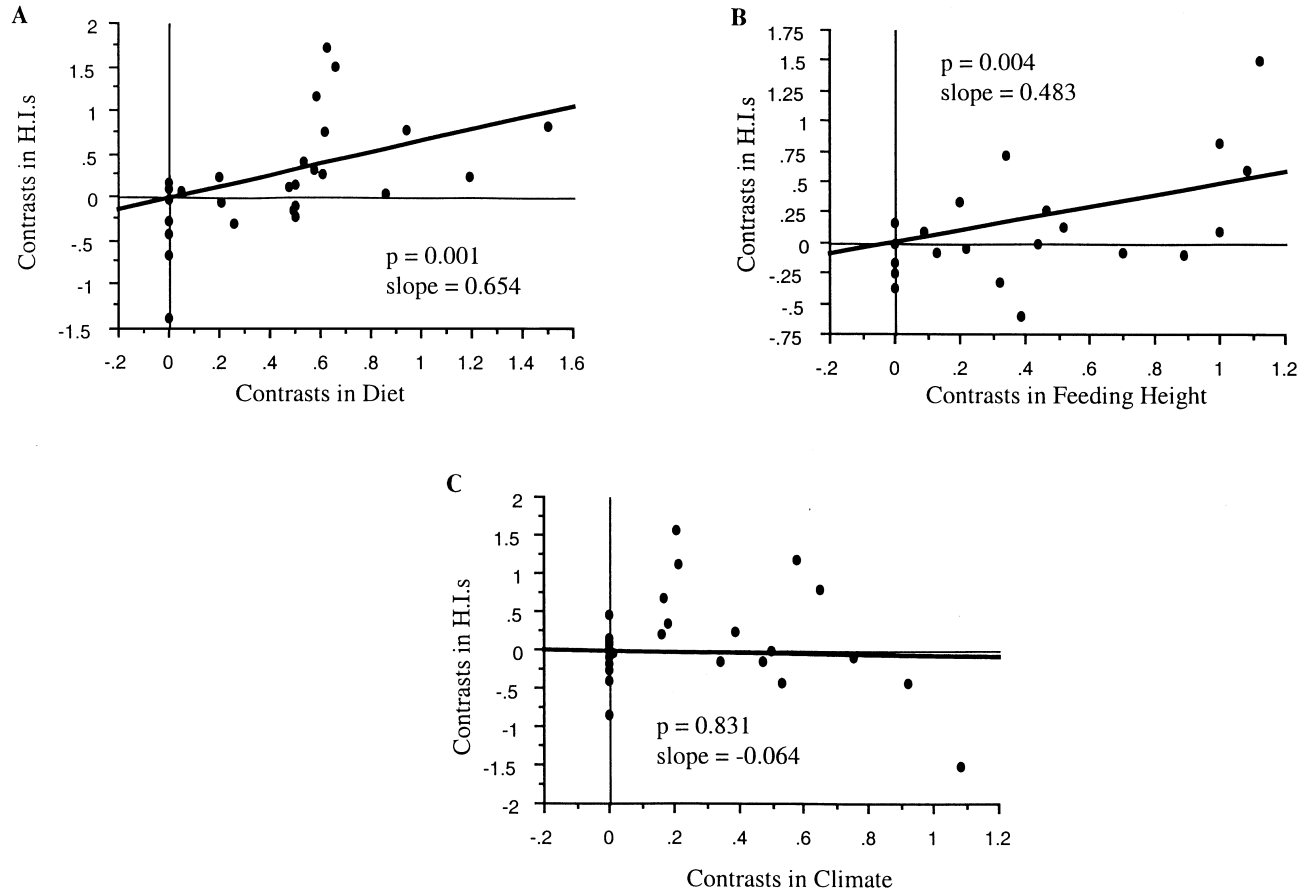 A
Contrasts in H.I.s
2
1.5
1
.5
0
-.5
-1
-1.5
p = 0.001
slope = 0.654
-.2 0 .2 .4 .6 .8 1 1.2 1.4 1.6
Contrasts in Diet
B
Contrasts in H.I.s
1.75
1.5
1.25
1
.75
.5
.25
0
-.25
-.5
-.75
p = 0.004
slope = 0.483
-.2 0 .2 .4 .6 .8 1 1.2
Contrasts in Feeding Height
C
Contrasts in H.I.s
2
1.5
1
.5
0
-.5
-1
-1.5
-2
p = 0.831
slope = -0.064
-.2 0 .2 .4 .6 .8 1 1.2
Contrasts in Climate